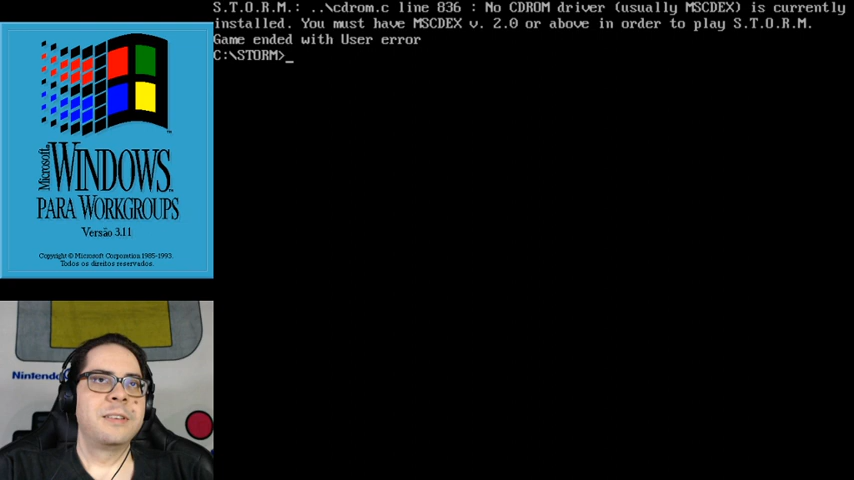 S.T.O.R.M.: ..\cdrom.c line 836 : No CDROM driver (usually MSCDEX) is currently
installed. You must have MSCDEX v. 2.0 or above in order to play S.T.O.R.M.
Game ended with User error
C:\STORM>_
Microsoft
WINDOWS
PARA WORKGROUPS
Versão 3.11
Copyright © Microsoft Corporation 1985-1993.
Todos os direitos reservados.
Nintendo